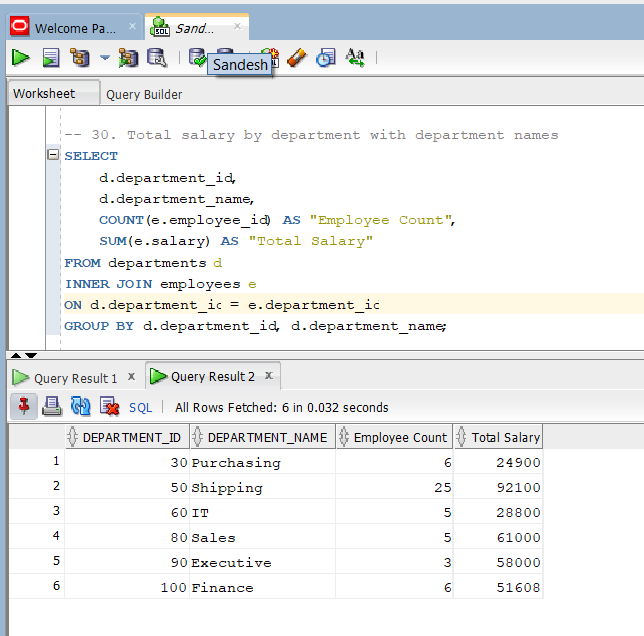 Welcome Pa...
Sand...
Sandesh
Worksheet Query Builder
-- 30. Total salary by department with department names
SELECT
d.department_id,
d.department_name,
COUNT(e.employee_id) AS "Employee Count",
SUM(e.salary) AS "Total Salary"
FROM departments d
INNER JOIN employees e
ON d.department_id = e.department_id
GROUP BY d.department_id, d.department_name;
Query Result 1 x Query Result 2 x
SQL | All Rows Fetched: 6 in 0.032 seconds
DEPARTMENT_ID DEPARTMENT_NAME Employee Count Total Salary
1 30 Purchasing 6 24900
2 50 Shipping 25 92100
3 60 IT 5 28800
4 80 Sales 5 61000
5 90 Executive 3 58000
6 100 Finance 6 51608